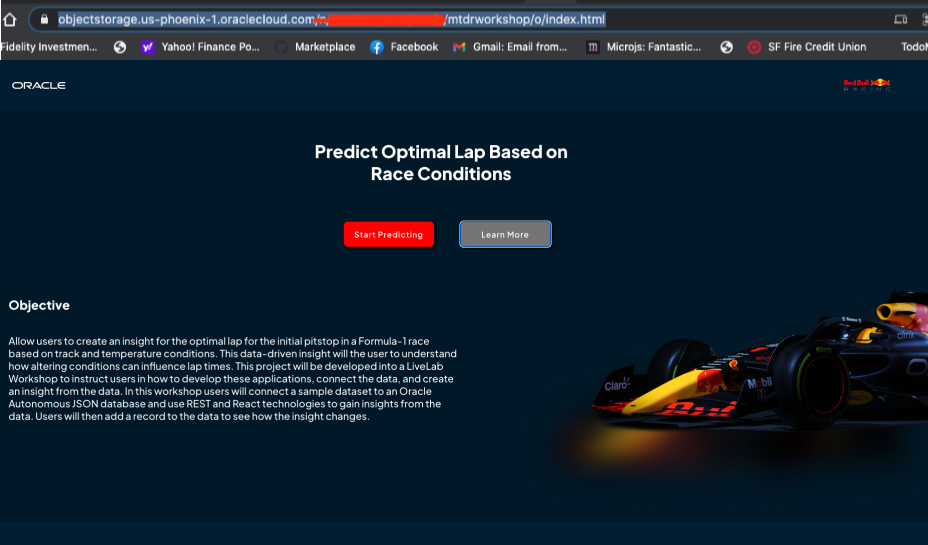 objectstorage.us-phoenix-1.oraclecloud.com/n/ /mtdrworkshop/o/index.html
Fidelity Investmen... Yahoo! Finance Po... Marketplace Facebook Gmail: Email from... Microjs: Fantastic... SF Fire Credit Union TodoM
ORACLE
Red Bull
RACING
Predict Optimal Lap Based on
Race Conditions
Start Predicting
Learn More
Objective
Allow users to create an insight for the optimal lap for the initial pitstop in a Formula-1 race
based on track and temperature conditions. This data-driven insight will the user to understand
how altering conditions can influence lap times. This project will be developed into a LiveLab
Workshop to instruct users in how to develop these applications, connect the data, and create
an insight from the data. In this workshop users will connect a sample dataset to an Oracle
Autonomous JSON database and use REST and React technologies to gain insights from the
data. Users will then add a record to the data to see how the insight changes.
citrix
Claro
Mobil
1